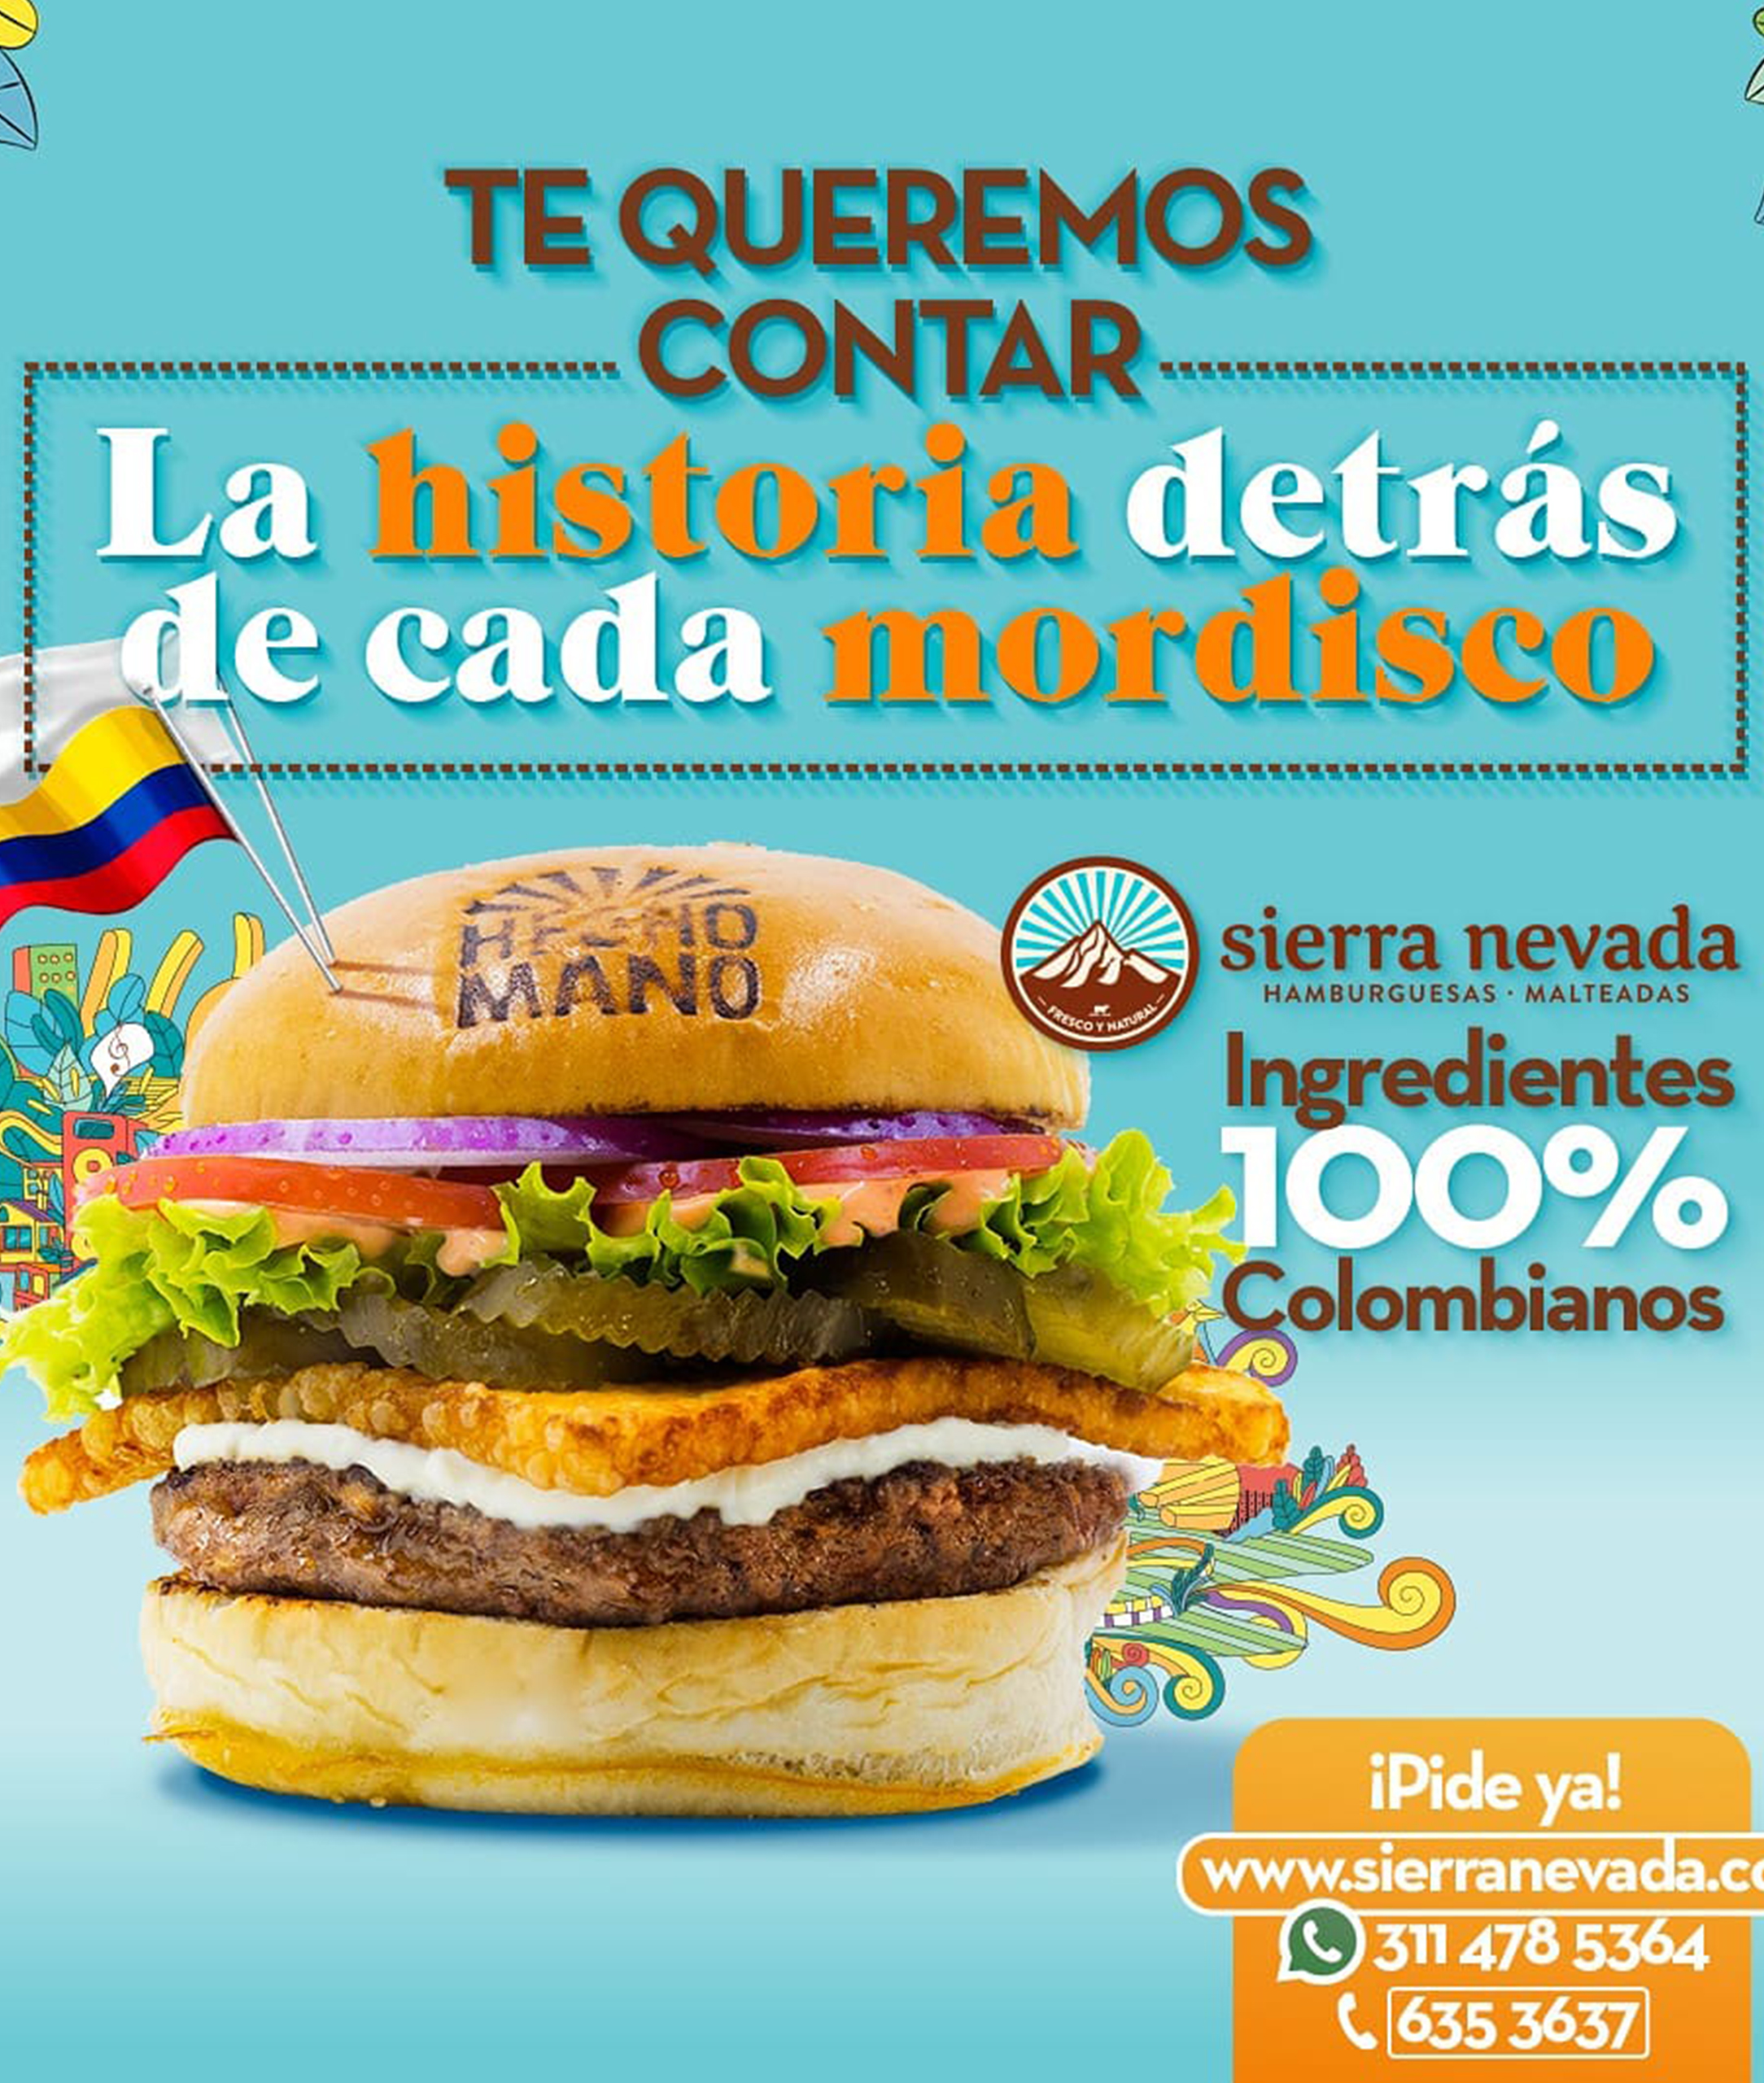 TE QUEREMOS
CONTAR
La historia detrás
de cada mordisco
HECHO
MANO
FRESCO Y NATURAL
sierra nevada
HAMBURGUESAS · MALTEADAS
Ingredientes
100%
Colombianos
¡Pide ya!
www.sierranevada.co
311 478 5364
635 3637